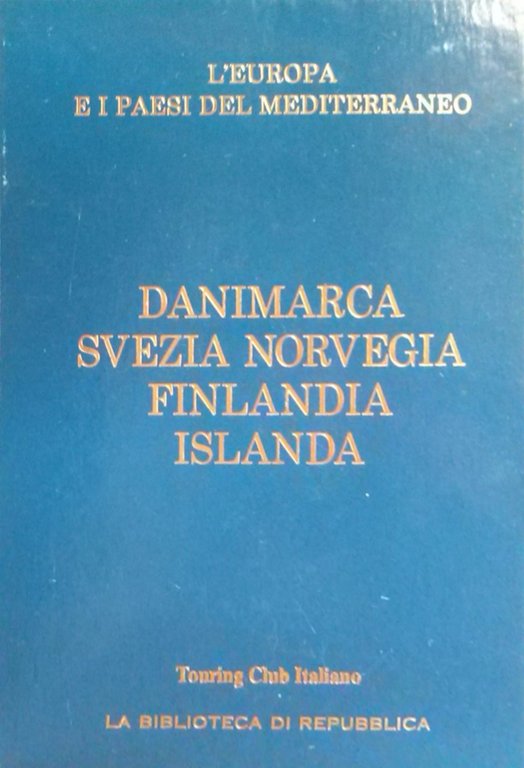 L'EUROPA
E I PAESI DEL MEDITERRANEO
DANIMARCA
SVEZIA NORVEGIA
FINLANDIA
ISLANDA
Touring Club Italiano
LA BIBLIOTECA DI REPUBBLICA